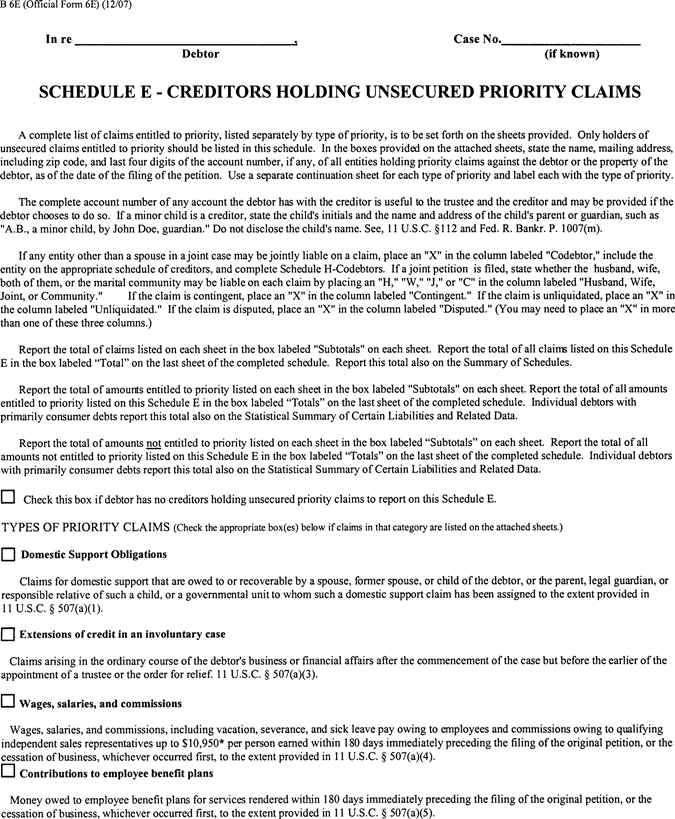 B 6E (Official Form 6E) (12/07)
In re ______________________________, Case No.____________________
Debtor (if known)
SCHEDULE E - CREDITORS HOLDING UNSECURED PRIORITY CLAIMS
A complete list of claims entitled to priority, listed separately by type of priority, is to be set forth on the sheets provided. Only holders of
unsecured claims entitled to priority should be listed in this schedule. In the boxes provided on the attached sheets, state the name, mailing address,
including zip code, and last four digits of the account number, if any, of all entities holding priority claims against the debtor or the property of the
debtor, as of the date of the filing of the petition. Use a separate continuation sheet for each type of priority and label each with the type of priority.
The complete account number of any account the debtor has with the creditor is useful to the trustee and the creditor and may be provided if the
debtor chooses to do so. If a minor child is a creditor, state the child's initials and the name and address of the child's parent or guardian, such as
"A.B., a minor child, by John Doe, guardian." Do not disclose the child's name. See, 11 U.S.C. §112 and Fed. R. Bankr. P. 1007(m).
If any entity other than a spouse in a joint case may be jointly liable on a claim, place an "X" in the column labeled "Codebtor," include the
entity on the appropriate schedule of creditors, and complete Schedule H-Codebtors. If a joint petition is filed, state whether the husband, wife,
both of them, or the marital community may be liable on each claim by placing an "H," "W," "J," or "C" in the column labeled "Husband, Wife,
Joint, or Community." If the claim is contingent, place an "X" in the column labeled "Contingent." If the claim is unliquidated, place an "X" in
the column labeled "Unliquidated." If the claim is disputed, place an "X" in the column labeled "Disputed." (You may need to place an "X" in more
than one of these three columns.)
Report the total of claims listed on each sheet in the box labeled "Subtotals" on each sheet. Report the total of all claims listed on this Schedule
E in the box labeled “Total” on the last sheet of the completed schedule. Report this total also on the Summary of Schedules.
Report the total of amounts entitled to priority listed on each sheet in the box labeled "Subtotals" on each sheet. Report the total of all amounts
entitled to priority listed on this Schedule E in the box labeled “Totals” on the last sheet of the completed schedule. Individual debtors with
primarily consumer debts report this total also on the Statistical Summary of Certain Liabilities and Related Data.
Report the total of amounts not entitled to priority listed on each sheet in the box labeled “Subtotals” on each sheet. Report the total of all
amounts not entitled to priority listed on this Schedule E in the box labeled “Totals” on the last sheet of the completed schedule. Individual debtors
with primarily consumer debts report this total also on the Statistical Summary of Certain Liabilities and Related Data.
Check this box if debtor has no creditors holding unsecured priority claims to report on this Schedule E.
TYPES OF PRIORITY CLAIMS (Check the appropriate box(es) below if claims in that category are listed on the attached sheets.)
Domestic Support Obligations
Claims for domestic support that are owed to or recoverable by a spouse, former spouse, or child of the debtor, or the parent, legal guardian, or
responsible relative of such a child, or a governmental unit to whom such a domestic support claim has been assigned to the extent provided in
11 U.S.C. § 507(a)(1).
Extensions of credit in an involuntary case
Claims arising in the ordinary course of the debtor's business or financial affairs after the commencement of the case but before the earlier of the
appointment of a trustee or the order for relief. 11 U.S.C. § 507(a)(3).
Wages, salaries, and commissions
Wages, salaries, and commissions, including vacation, severance, and sick leave pay owing to employees and commissions owing to qualifying
independent sales representatives up to $10,950* per person earned within 180 days immediately preceding the filing of the original petition, or the
cessation of business, whichever occurred first, to the extent provided in 11 U.S.C. § 507(a)(4).
Contributions to employee benefit plans
Money owed to employee benefit plans for services rendered within 180 days immediately preceding the filing of the original petition, or the
cessation of business, whichever occurred first, to the extent provided in 11 U.S.C. § 507(a)(5).